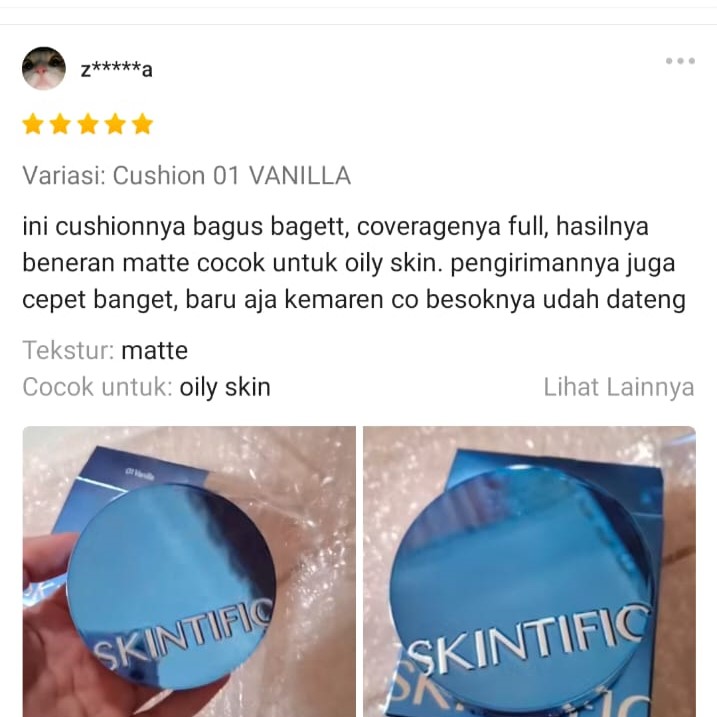 z*****a
Variasi: Cushion 01 VANILLA
ini cushionnya bagus bagett, coveragenya full, hasilnya
beneran matte cocok untuk oily skin. pengirimannya juga
cepet banget, baru aja kemaren co besoknya udah dateng
Tekstur: matte
Cocok untuk: oily skin
Lihat Lainnya
01 Vanilla
SKINTIFIC
SKINTIFIC